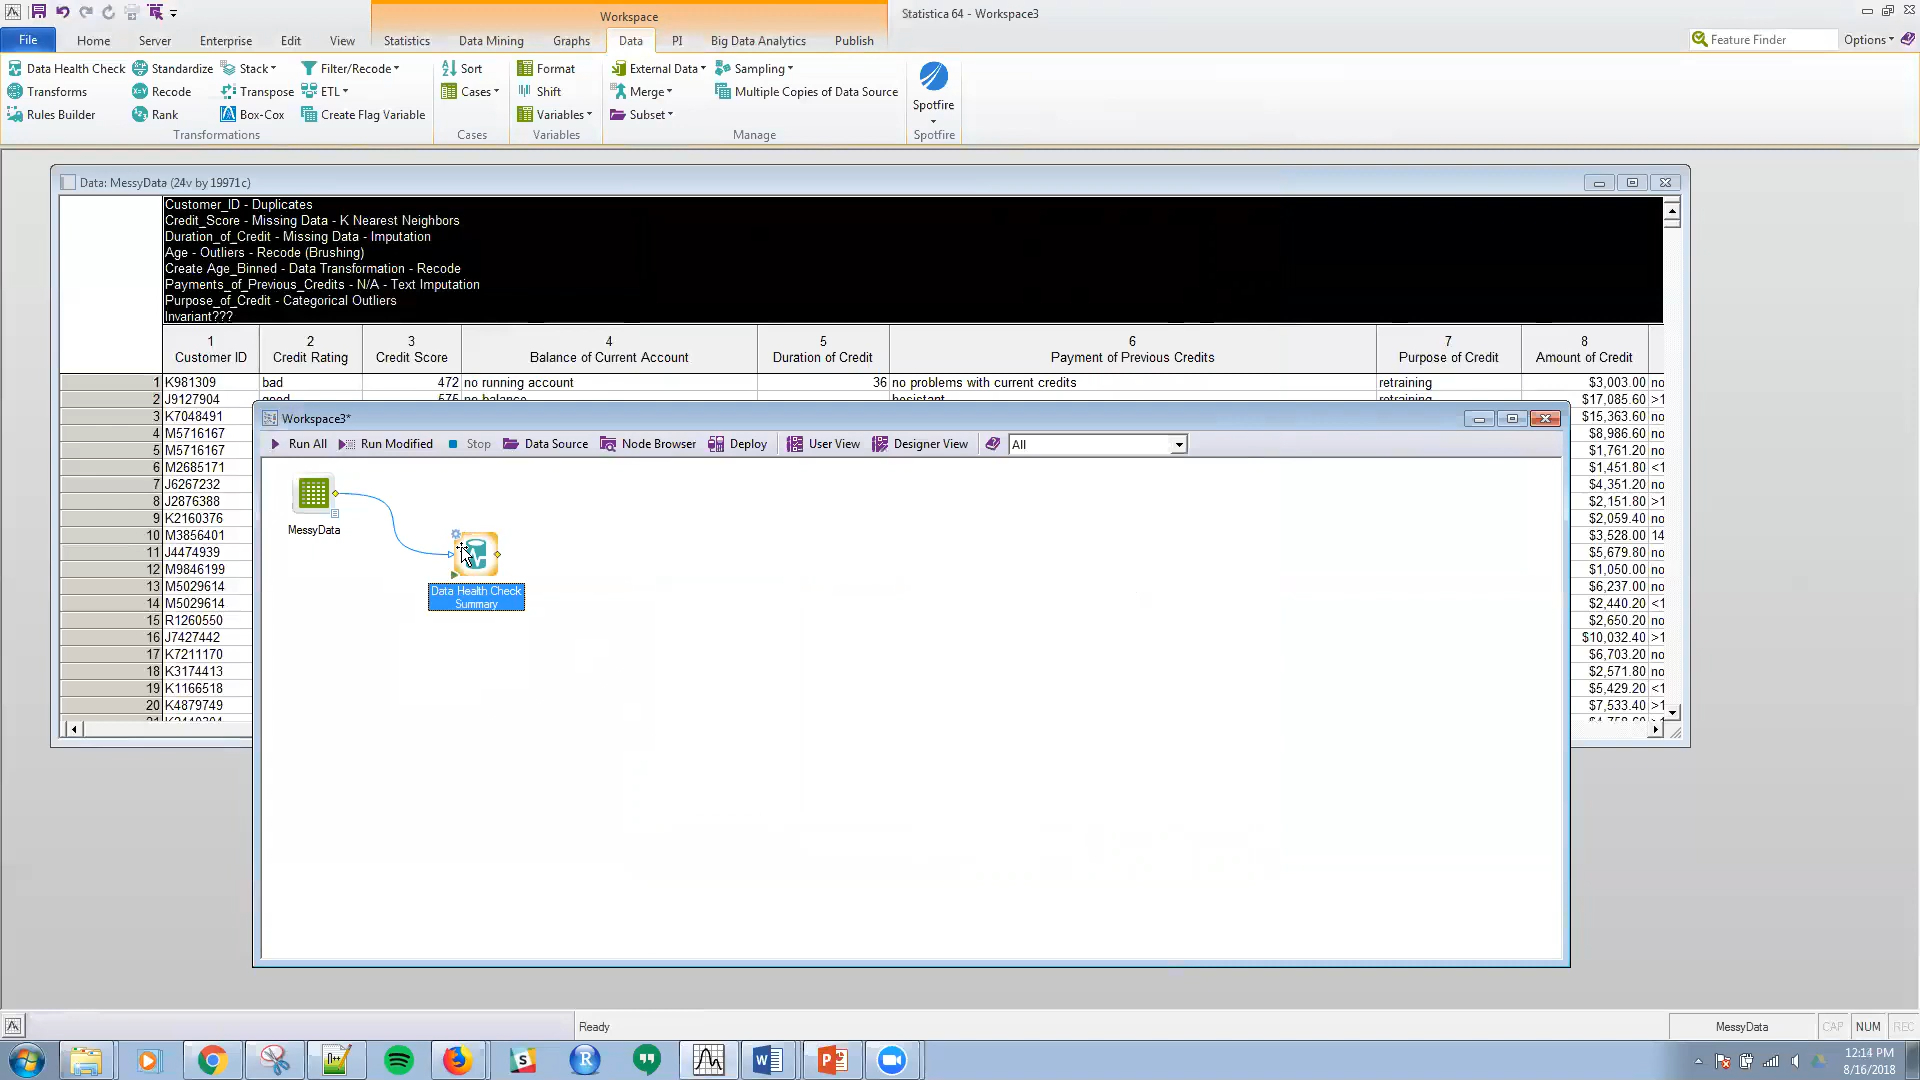 Workspace
Statistica 64 - Workspace3
File
Home
Server
Enterprise
Edit
View
Statistics
Data Mining
Graphs
Data
PI
Big Data Analytics
Publish
Feature Finder
Options
Data Health Check
Standardize
Stack
Filter/Recode
Sort
Format
External Data
Sampling
Transforms
Recode
Transpose
ETL
Cases
Shift
Merge
Multiple Copies of Data Source
Spotfire
Rules Builder
Rank
Box-Cox
Create Flag Variable
Variables
Subset
Transformations
Cases
Variables
Manage
Spotfire
Data: MessyData (24v by 19971c)
Customer_ID - Duplicates
Credit_Score - Missing Data - K Nearest Neighbors
Duration_of_Credit - Missing Data - Imputation
Age - Outliers - Recode (Brushing)
Create Age_Binned - Data Transformation - Recode
Payments_of_Previous_Credits - N/A - Text Imputation
Purpose_of_Credit - Categorical Outliers
Invariant???
1 2 3 4 5 6 7 8
Customer ID Credit Rating Credit Score Balance of Current Account Duration of Credit Payment of Previous Credits Purpose of Credit Amount of Credit
1 K981309 bad 472 no running account 36 no problems with current credits retraining $3,003.00 no
2 J9127904 good 575 no balance hesistant retraining $17,085.60 >1
3 K7048491 $15,363.60 no
4 M5716167 $8,986.60 no
5 M5716167 $1,761.20 no
6 M2685171 $1,451.80 <1
7 J6267232 $4,351.20 no
8 J2876388 $2,151.80 >1
9 K2160376 $2,059.40 no
10 M3856401 $3,528.00 14
11 J4474939 $5,679.80 no
12 M9846199 $1,050.00 no
13 M5029614 $6,237.00 no
14 M5029614 $2,440.20 <1
15 R1260550 $2,650.20 no
16 J7427442 $10,032.40 >1
17 K7211170 $6,703.20 no
18 K3174413 $2,571.80 no
19 K1166518 $5,429.20 <1
20 K4879749 $7,533.40 >1
Workspace3*
Run All
Run Modified
Stop
Data Source
Node Browser
Deploy
User View
Designer View
All
MessyData
Data Health Check
Summary
Ready
MessyData
CAP
NUM
REC
12:14 PM
8/16/2018